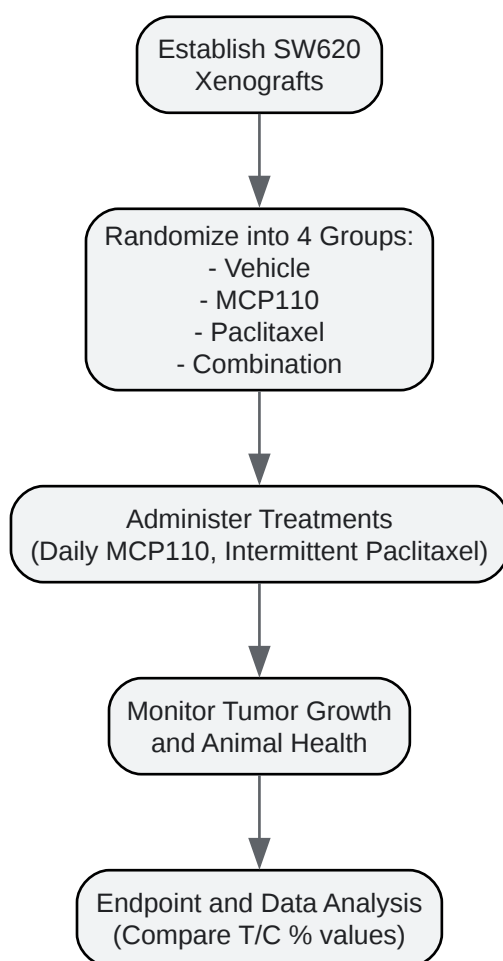 Establish SW620
Xenografts
Randomize into 4 Groups:
- Vehicle
- MCP110
- Paclitaxel
- Combination
Administer Treatments
(Daily MCP110, Intermittent Paclitaxel)
Monitor Tumor Growth
and Animal Health
Endpoint and Data Analysis
(Compare T/C % values)